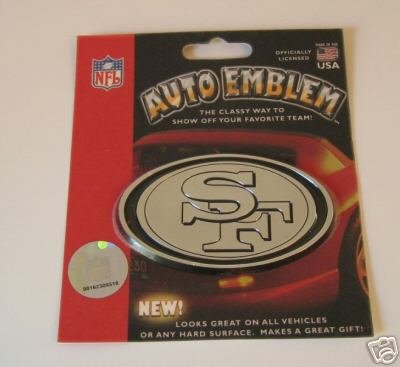 NFL
OFFICIALLY
LICENSED
MADE IN THE
USA
AUTO EMBLEM
THE CLASSY WAY TO
SHOW OFF YOUR FAVORITE TEAM!
SF
NEW!
LOOKS GREAT ON ALL VEHICLES
OR ANY HARD SURFACE. MAKES A GREAT GIFT!